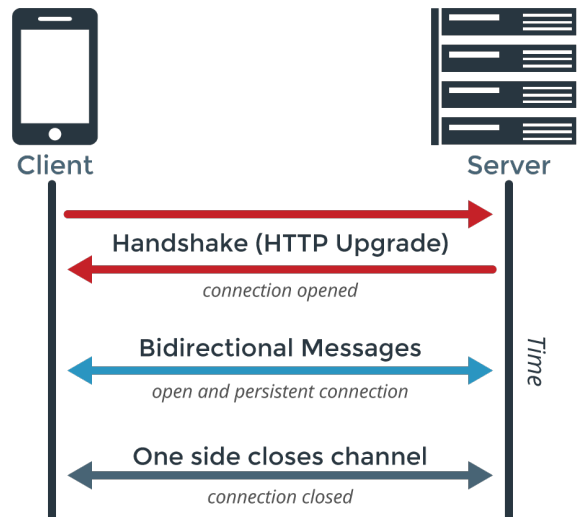 Client
Server
Handshake (HTTP Upgrade)
connection opened
Bidirectional Messages
open and persistent connection
Time
One side closes channel
connection closed